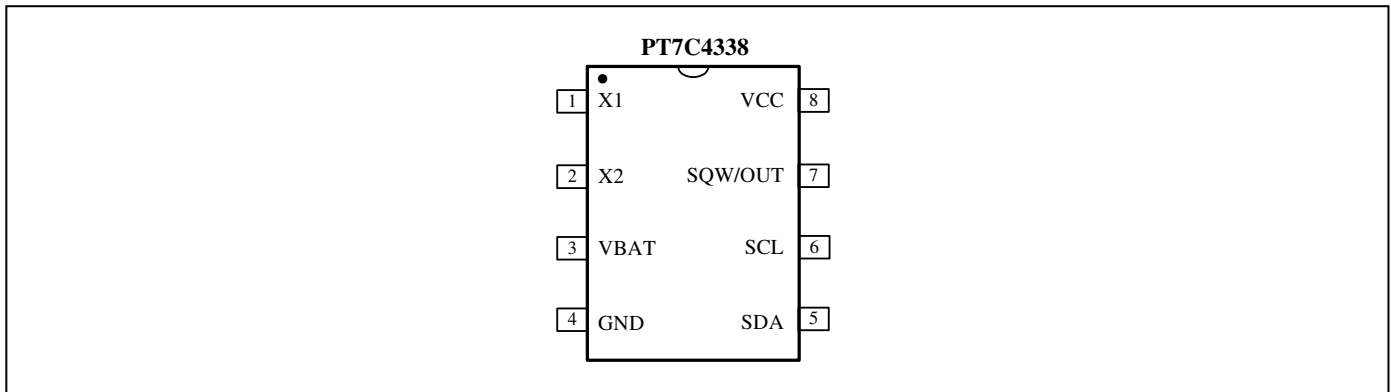 PT7C4338
1 X1 VCC 8
2 X2 SQW/OUT 7
3 VBAT SCL 6
4 GND SDA 5